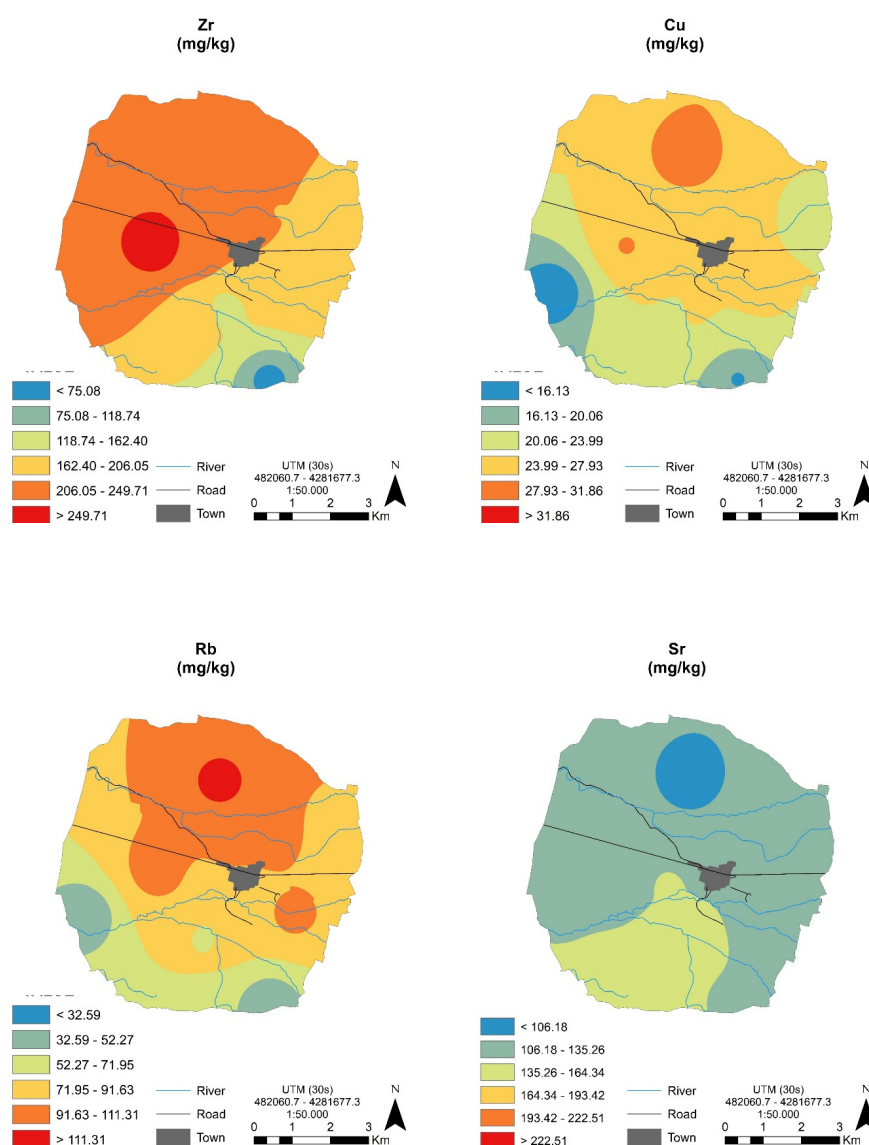 Zr
(mg/kg)
< 75.08
75.08 - 118.74
118.74 - 162.40
162.40 - 206.05
206.05 - 249.71
> 249.71
River
Road
Town
UTM (30s)
482060.7 - 4281677.3
1:50.000
0 1 2 3
Km
N
Cu
(mg/kg)
< 16.13
16.13 - 20.06
20.06 - 23.99
23.99 - 27.93
27.93 - 31.86
> 31.86
River
Road
Town
UTM (30s)
482060.7 - 4281677.3
1:50.000
0 1 2 3
Km
N
Rb
(mg/kg)
< 32.59
32.59 - 52.27
52.27 - 71.95
71.95 - 91.63
91.63 - 111.31
> 111.31
River
Road
Town
UTM (30s)
482060.7 - 4281677.3
1:50.000
0 1 2 3
Km
N
Sr
(mg/kg)
< 106.18
106.18 - 135.26
135.26 - 164.34
164.34 - 193.42
193.42 - 222.51
> 222.51
River
Road
Town
UTM (30s)
482060.7 - 4281677.3
1:50.000
0 1 2 3
Km
N